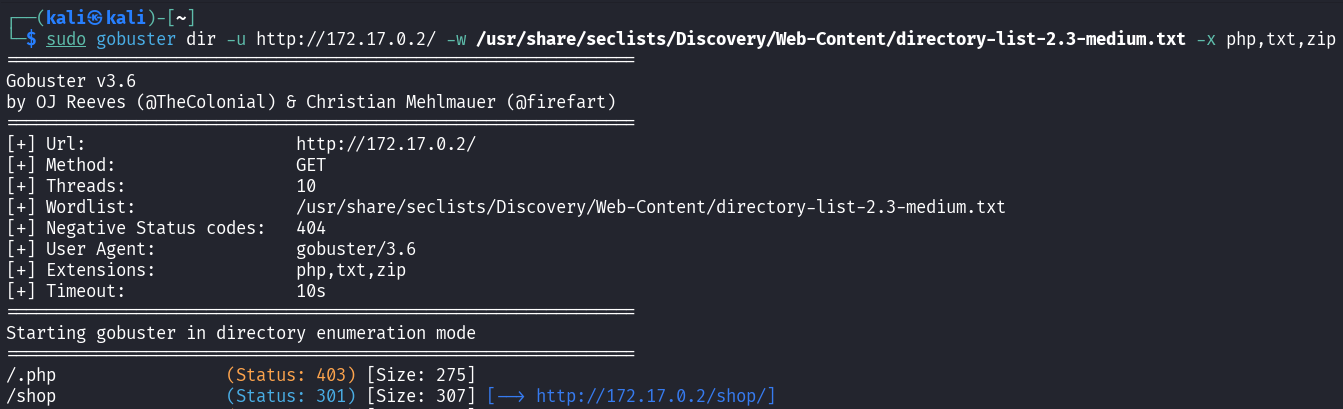 ┌──(kali㉿kali)-[~]
└─$ sudo gobuster dir -u http://172.17.0.2/ -w /usr/share/seclists/Discovery/Web-Content/directory-list-2.3-medium.txt -x php,txt,zip
===============================================================
Gobuster v3.6
by OJ Reeves (@TheColonial) & Christian Mehlmauer (@firefart)
===============================================================
[+] Url:                     http://172.17.0.2/
[+] Method:                  GET
[+] Threads:                 10
[+] Wordlist:                /usr/share/seclists/Discovery/Web-Content/directory-list-2.3-medium.txt
[+] Negative Status codes:   404
[+] User Agent:              gobuster/3.6
[+] Extensions:              php,txt,zip
[+] Timeout:                 10s
===============================================================
Starting gobuster in directory enumeration mode
===============================================================
/.php                 (Status: 403) [Size: 275]
/shop                 (Status: 301) [Size: 307] [--> http://172.17.0.2/shop/]